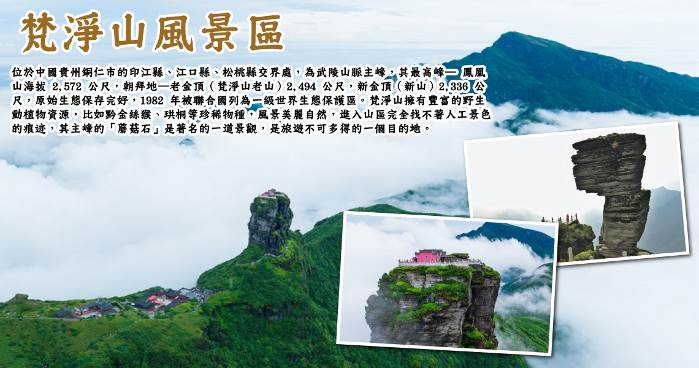 梵淨山風景區
位於中國貴州銅仁市的印江縣、江口縣、松桃縣交界處，為武陵山脈主峰，其最高峰— 鳳凰
山海拔 2,572 公尺，朝拜地—老金頂（梵淨山老山）2,494 公尺，新金頂（新山）2,336 公
尺，原始生態保存完好，1982 年被聯合國列為一級世界生態保護區。梵淨山擁有豐富的野生
動植物資源，比如黔金絲猴、珙桐等珍稀物種，風景美麗自然，進入山區完全找不著人工景色
的痕迹，其主峰的「蘑菇石」是著名的一道景觀，是旅遊不可多得的一個目的地。